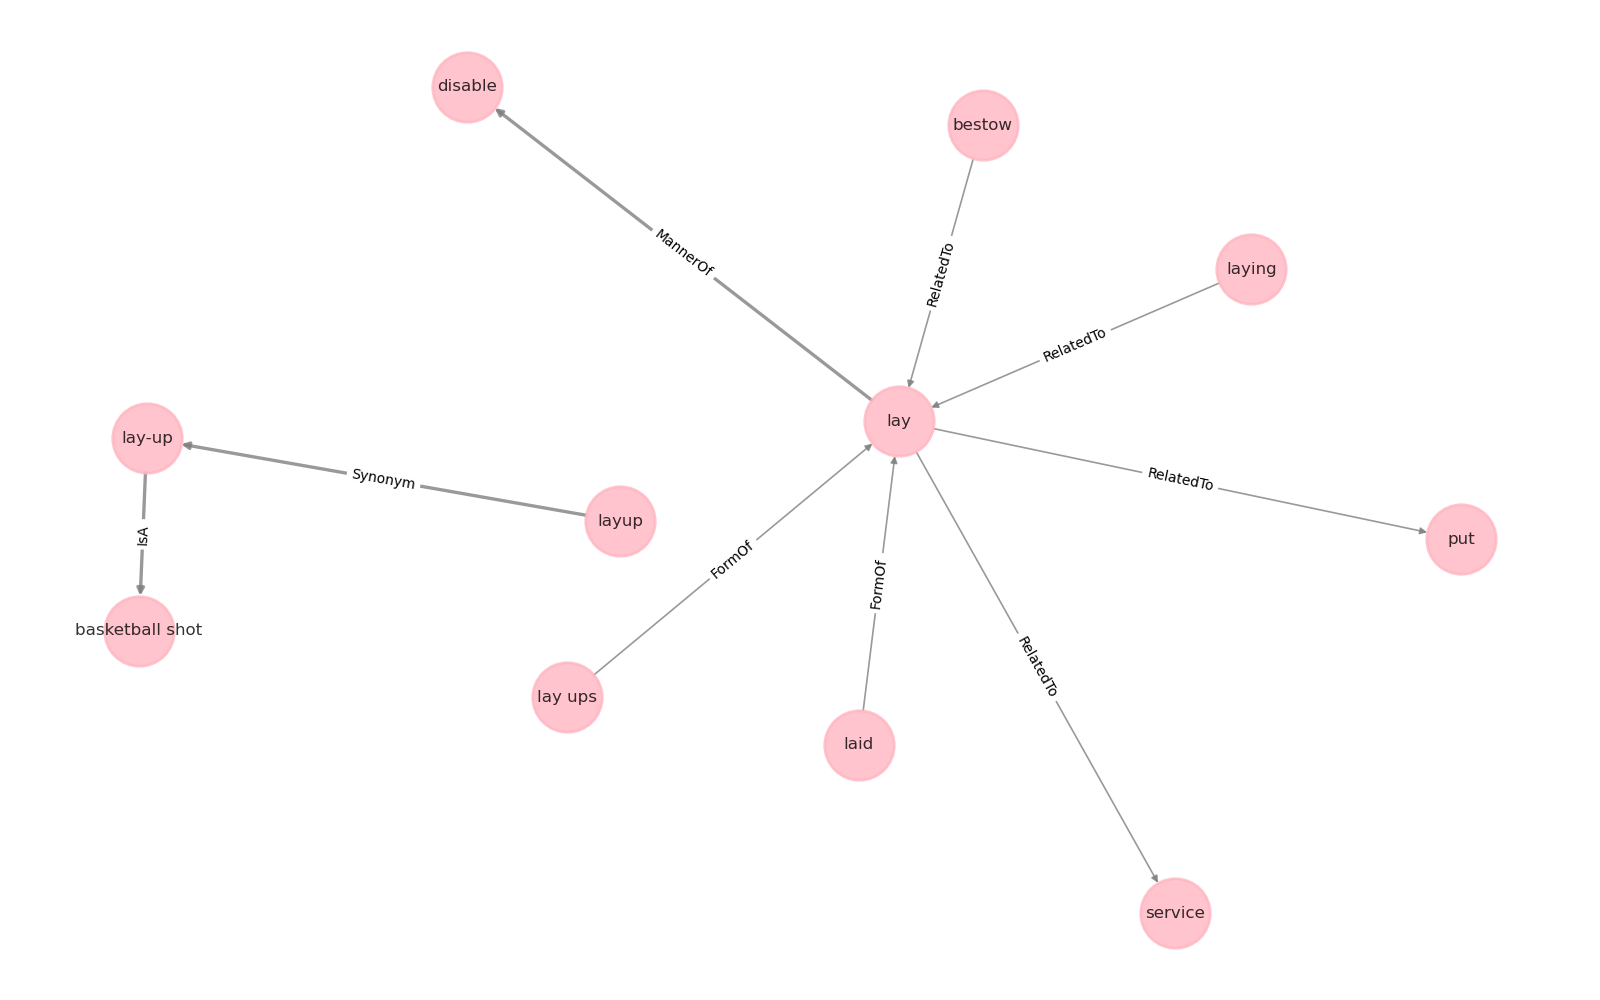 disable
bestow
MannerOf
RelatedTo
laying
RelatedTo
lay
lay-up
Synonym
RelatedTo
layup
IsA
put
FormOf
FormOf
basketball shot
RelatedTo
lay ups
laid
service